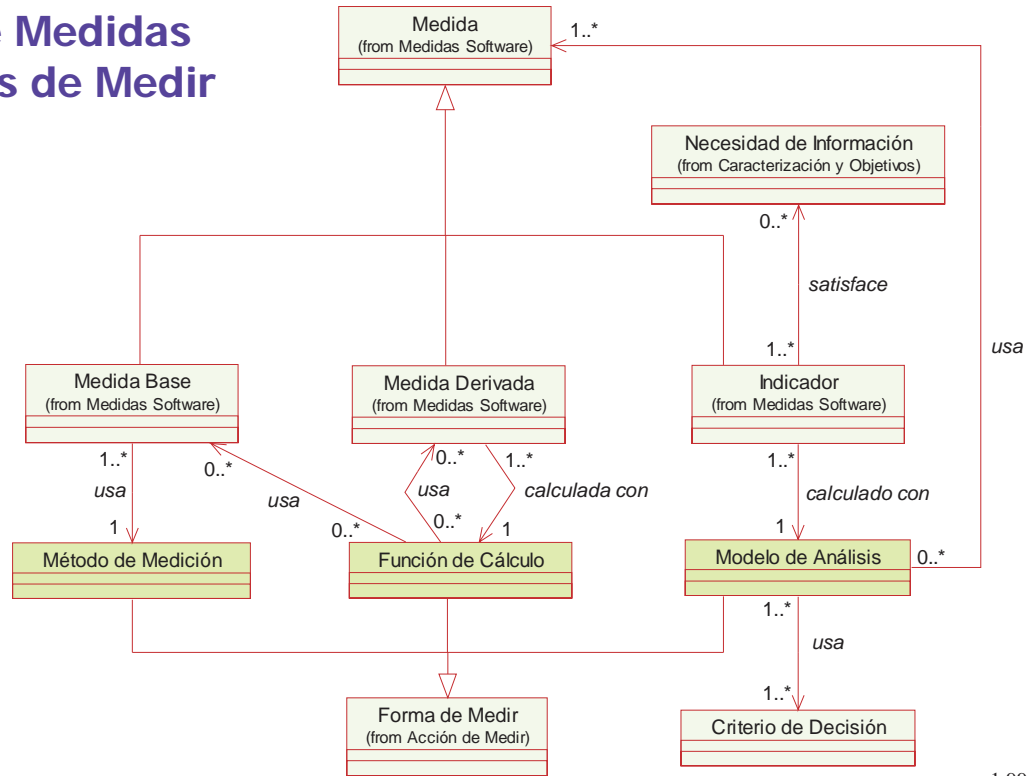 Medidas
s de Medir
Medida
(from Medidas Software)
1..*
Necesidad de Información
(from Caracterización y Objetivos)
0..*
satisface
1..*
usa
Medida Base
(from Medidas Software)
Medida Derivada
(from Medidas Software)
Indicador
(from Medidas Software)
1..*
usa
1
0..*
usa
0..*
0..*
usa
0..*
1..*
calculada con
1
1..*
calculado con
1
Método de Medición
Función de Cálculo
Modelo de Análisis
0..*
1..*
usa
1..*
Forma de Medir
(from Acción de Medir)
Criterio de Decisión